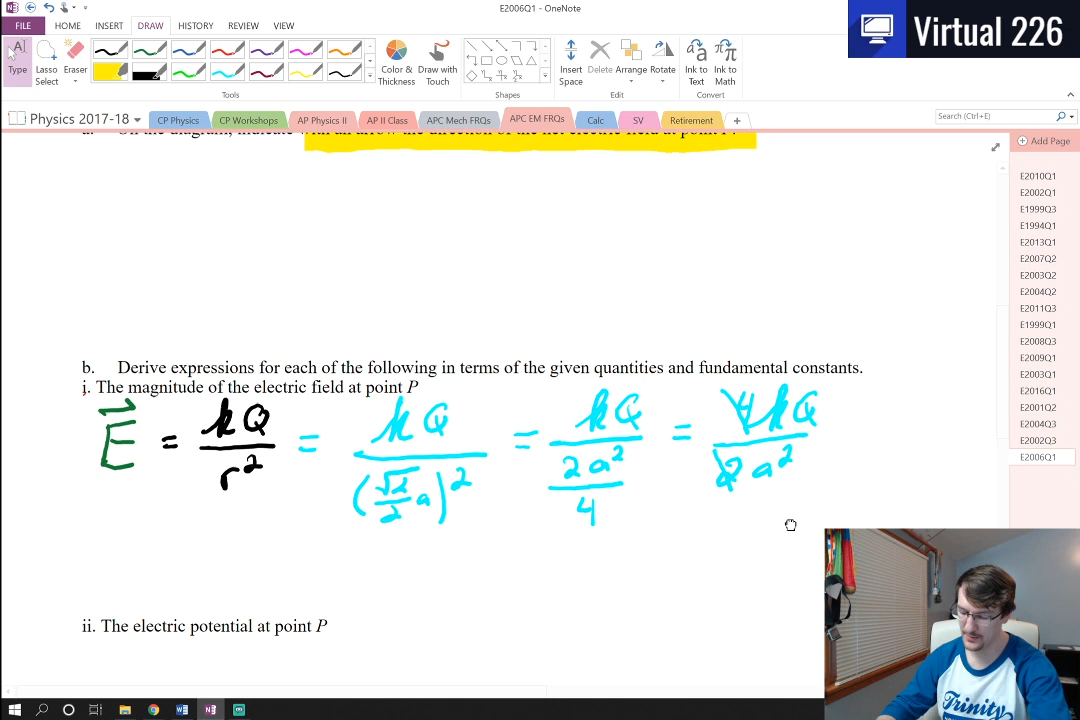 E2006Q1 - OneNote
FILE HOME INSERT DRAW HISTORY REVIEW VIEW
Virtual 226
Type Lasso Select Eraser Color & Thickness Draw with Touch Insert Space Delete Arrange Rotate Ink to Text Ink to Math
Tools Shapes Edit Convert
Physics 2017-18 CP Physics CP Workshops AP Physics II AP II Class APC Mech FRQs APC EM FRQs Calc SV Retirement + Search (Ctrl+E)
Add Page
E2010Q1
E2002Q1
E1999Q3
E1994Q1
E2013Q1
E2007Q2
E2003Q2
E2004Q2
E2011Q3
E1999Q1
E2008Q3
E2009Q1
E2003Q1
E2016Q1
E2001Q2
E2004Q3
E2002Q3
E2006Q1
b. Derive expressions for each of the following in terms of the given quantities and fundamental constants.
i. The magnitude of the electric field at point P
E = kQ/r² = kQ/(√2/2 a)² = kQ/(2a²/4) = 4kQ/2a²
ii. The electric potential at point P
Trinity